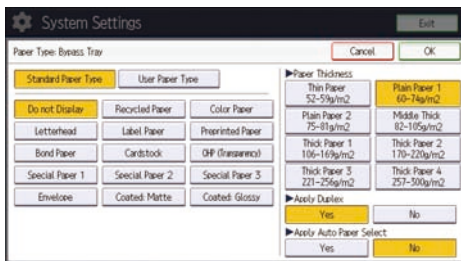 System Settings
Exit
Paper Type: Bypass Tray
Cancel
OK
Standard Paper Type
User Paper Type
Do not Display
Recycled Paper
Color Paper
Letterhead
Label Paper
Preprinted Paper
Bond Paper
Cardstock
OHP (Transparency)
Special Paper 1
Special Paper 2
Special Paper 3
Envelope
Coated: Matte
Coated: Glossy
▶Paper Thickness
Thin Paper
52-59g/m2
Plain Paper 1
60-74g/m2
Plain Paper 2
75-81g/m2
Middle Thick
82-105g/m2
Thick Paper 1
106-169g/m2
Thick Paper 2
170-220g/m2
Thick Paper 3
221-256g/m2
Thick Paper 4
257-300g/m2
▶Apply Duplex
Yes
No
▶Apply Auto Paper Select
Yes
No